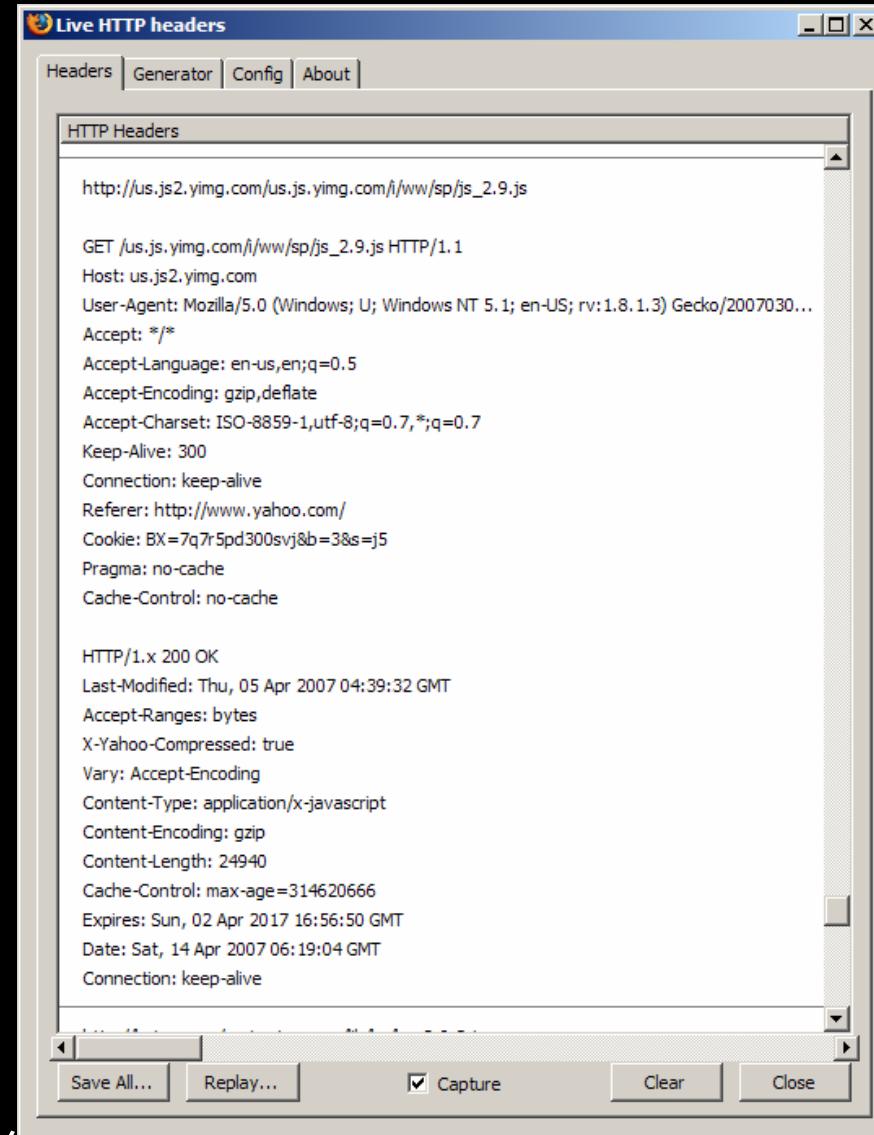 Live HTTP headers
Headers Generator Config About
HTTP Headers
http://us.js2.yimg.com/us.js.yimg.com/i/ww/sp/js_2.9.js
GET /us.js.yimg.com/i/ww/sp/js_2.9.js HTTP/1.1
Host: us.js2.yimg.com
User-Agent: Mozilla/5.0 (Windows; U; Windows NT 5.1; en-US; rv:1.8.1.3) Gecko/2007030...
Accept: */*
Accept-Language: en-us,en;q=0.5
Accept-Encoding: gzip,deflate
Accept-Charset: ISO-8859-1,utf-8;q=0.7,*;q=0.7
Keep-Alive: 300
Connection: keep-alive
Referer: http://www.yahoo.com/
Cookie: BX=7q7r5pd300svj&b=3&s=j5
Pragma: no-cache
Cache-Control: no-cache
HTTP/1.x 200 OK
Last-Modified: Thu, 05 Apr 2007 04:39:32 GMT
Accept-Ranges: bytes
X-Yahoo-Compressed: true
Vary: Accept-Encoding
Content-Type: application/x-javascript
Content-Encoding: gzip
Content-Length: 24940
Cache-Control: max-age=314620666
Expires: Sun, 02 Apr 2017 16:56:50 GMT
Date: Sat, 14 Apr 2007 06:19:04 GMT
Connection: keep-alive
Save All... Replay... Capture Clear Close